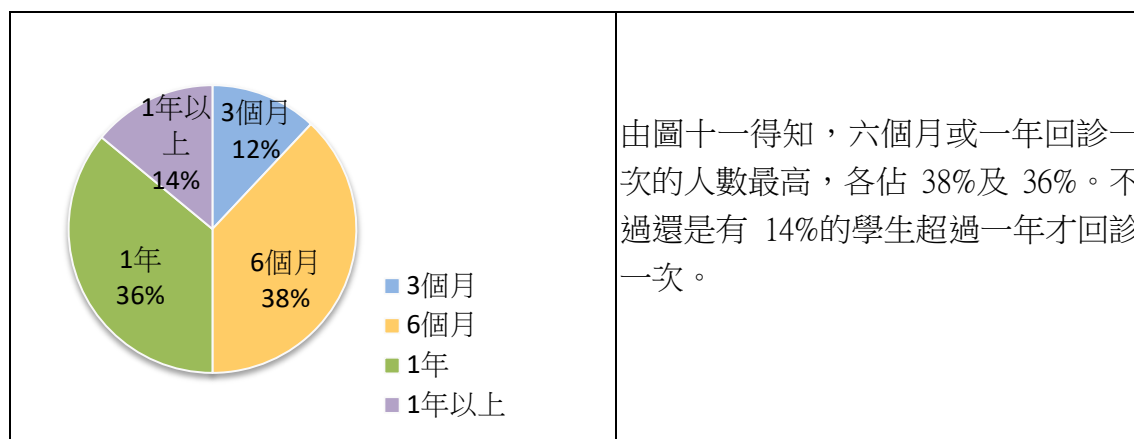 1年以
上
14%
3個月
12%
1年
36%
6個月
38%
3個月
6個月
1年
1年以上
由圖十一得知，六個月或一年回診一
次的人數最高，各佔 38%及 36%。不
過還是有 14%的學生超過一年才回診
一次。